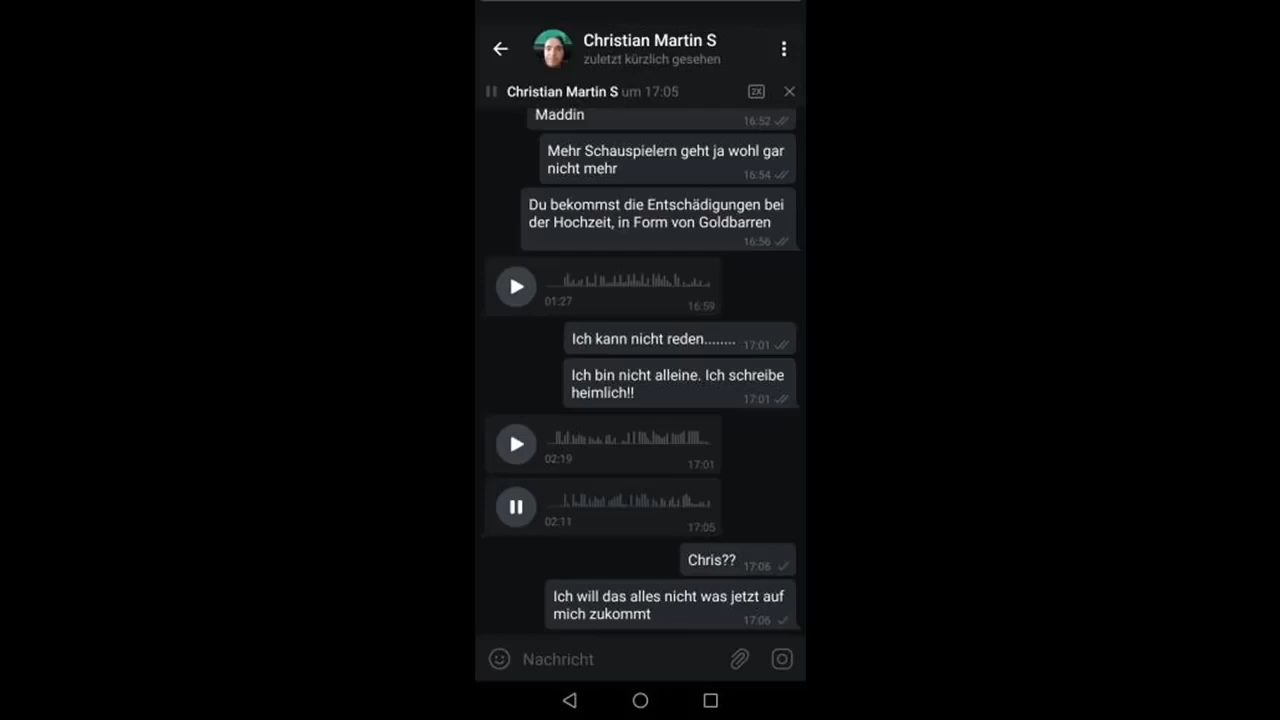 Christian Martin S
zuletzt kürzlich gesehen
Christian Martin S um 17:05
2X
Maddin
16:52
Mehr Schauspielern geht ja wohl gar
nicht mehr
16:54
Du bekommst die Entschädigungen bei
der Hochzeit, in Form von Goldbarren
16:56
01:27
16:59
Ich kann nicht reden........ 17:01
Ich bin nicht alleine. Ich schreibe
heimlich!!
17:01
02:19
17:01
02:11
17:05
Chris?? 17:06
Ich will das alles nicht was jetzt auf
mich zukommt
17:06
Nachricht